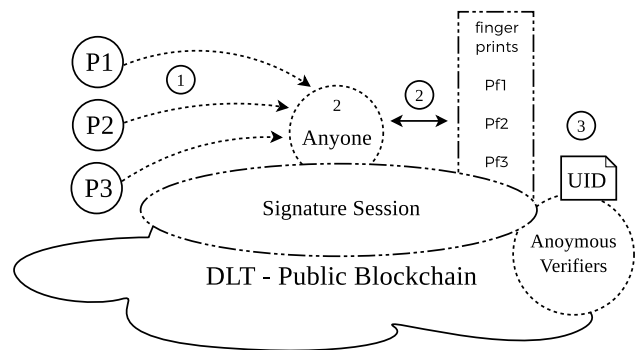 finger
prints
P1
1
Pf1
2
2
P2
3
Pf2
Anyone
Pf3
P3
UID
Signature Session
Anoymous
Verifiers
DLT - Public Blockchain